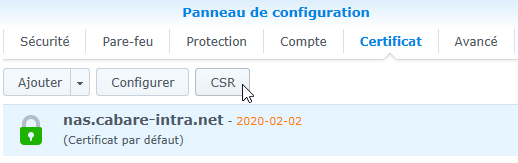 Panneau de configuration
Sécurité Pare-feu Protection Compte Certificat Avancé
Ajouter Configurer CSR
nas.cabare-intra.net - 2020-02-02
(Certificat par défaut)